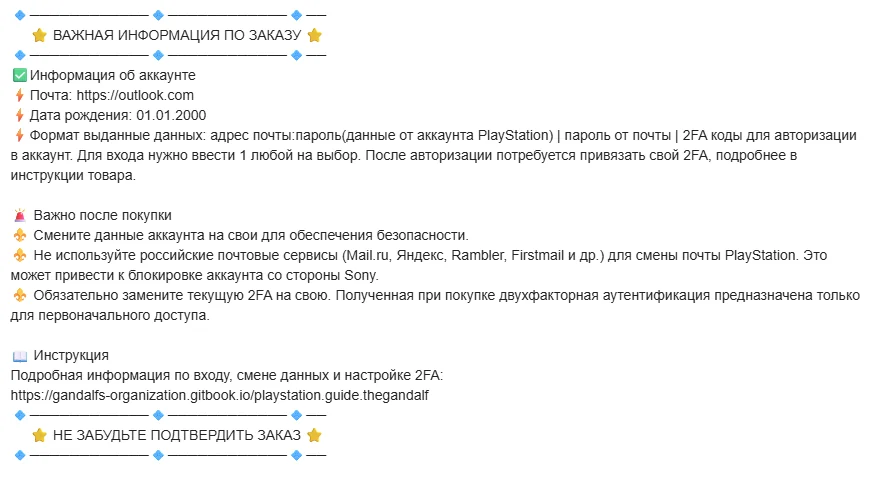 🔹 ────────── 🔹 ────────── 🔹 ──
⭐ ВАЖНАЯ ИНФОРМАЦИЯ ПО ЗАКАЗУ ⭐
🔹 ────────── 🔹 ────────── 🔹 ──
✅Информация об аккаунте
⚡Почта: https://outlook.com
⚡Дата рождения: 01.01.2000
⚡Формат выданные данных: адрес почты:пароль(данные от аккаунта PlayStation) | пароль от почты | 2FA коды для авторизации
в аккаунт. Для входа нужно ввести 1 любой на выбор. После авторизации потребуется привязать свой 2FA, подробнее в
инструкции товара.
🚨 Важно после покупки
⚜️ Смените данные аккаунта на свои для обеспечения безопасности.
⚜️ Не используйте российские почтовые сервисы (Mail.ru, Яндекс, Rambler, Firstmail и др.) для смены почты PlayStation. Это
может привести к блокировке аккаунта со стороны Sony.
⚜️ Обязательно замените текущую 2FA на свою. Полученная при покупке двухфакторная аутентификация предназначена только
для первоначального доступа.
📖 Инструкция
Подробная информация по входу, смене данных и настройке 2FA:
https://gandalfs-organization.gitbook.io/playstation.guide.thegandalf
🔹 ────────── 🔹 ────────── 🔹 ──
⭐ НЕ ЗАБУДЬТЕ ПОДТВЕРДИТЬ ЗАКАЗ ⭐
🔹 ────────── 🔹 ────────── 🔹 ──